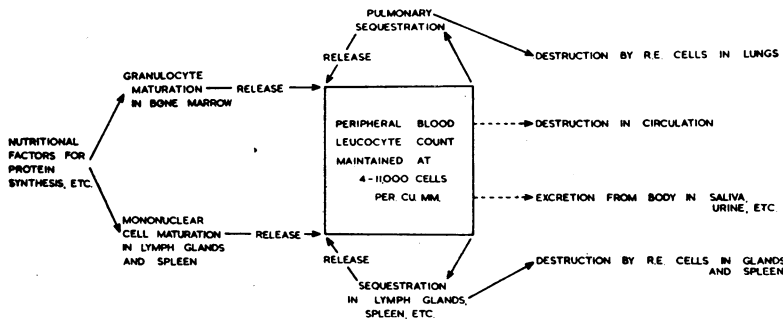 PULMONARY
SEQUESTRATION
RELEASE
DESTRUCTION BY R.E. CELLS IN LUNGS
GRANULOCYTE
MATURATION
IN BONE MARROW
RELEASE
PERIPHERAL BLOOD
LEUCOCYTE COUNT
MAINTAINED AT
4-11,000 CELLS
PER. CU. MM.
DESTRUCTION IN CIRCULATION
NUTRITIONAL
FACTORS FOR
PROTEIN
SYNTHESIS, ETC.
EXCRETION FROM BODY IN SALIVA,
URINE, ETC.
MONONUCLEAR
CELL MATURATION
IN LYMPH GLANDS
AND SPLEEN
RELEASE
RELEASE
SEQUESTRATION
IN LYMPH GLANDS,
SPLEEN, ETC.
DESTRUCTION BY R.E. CELLS IN GLANDS
AND SPLEEN